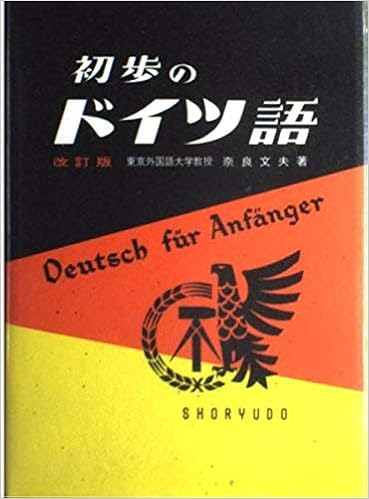 初歩の
ドイツ語
改訂版 東京外国語大学教授 奈良文夫著
Deutsch für Anfänger
SHORYUDO